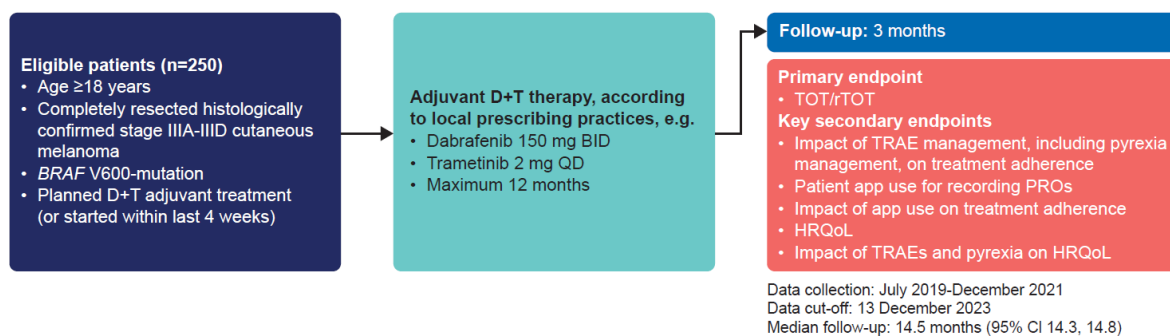 Eligible patients (n=250)
• Age ≥18 years
• Completely resected histologically
confirmed stage IIIA-IIID cutaneous
melanoma
• BRAF V600-mutation
• Planned D+T adjuvant treatment
(or started within last 4 weeks)
Adjuvant D+T therapy, according
to local prescribing practices, e.g.
• Dabrafenib 150 mg BID
• Trametinib 2 mg QD
• Maximum 12 months
Follow-up: 3 months
Primary endpoint
• TOT/rTOT
Key secondary endpoints
• Impact of TRAE management, including pyrexia
management, on treatment adherence
• Patient app use for recording PROs
• Impact of app use on treatment adherence
• HRQoL
• Impact of TRAEs and pyrexia on HRQoL
Data collection: July 2019-December 2021
Data cut-off: 13 December 2023
Median follow-up: 14.5 months (95% CI 14.3, 14.8)